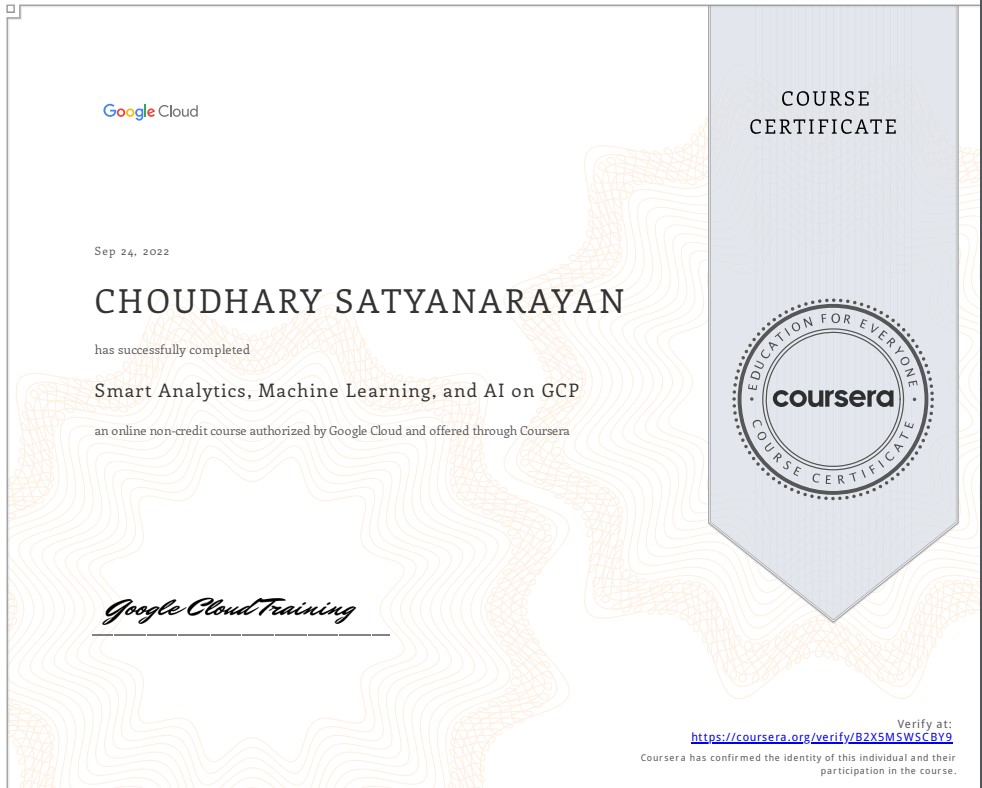 Google Cloud
COURSE
CERTIFICATE
Sep 24, 2022
CHOUDHARY SATYANARAYAN
has successfully completed
Smart Analytics, Machine Learning, and AI on GCP
an online non-credit course authorized by Google Cloud and offered through Coursera
EDUCATION FOR EVERYONE
coursera
COURSE CERTIFICATE
Google Cloud Training
Verify at:
https://coursera.org/verify/B2X5MSWSCBY9
Coursera has confirmed the identity of this individual and their
participation in the course.